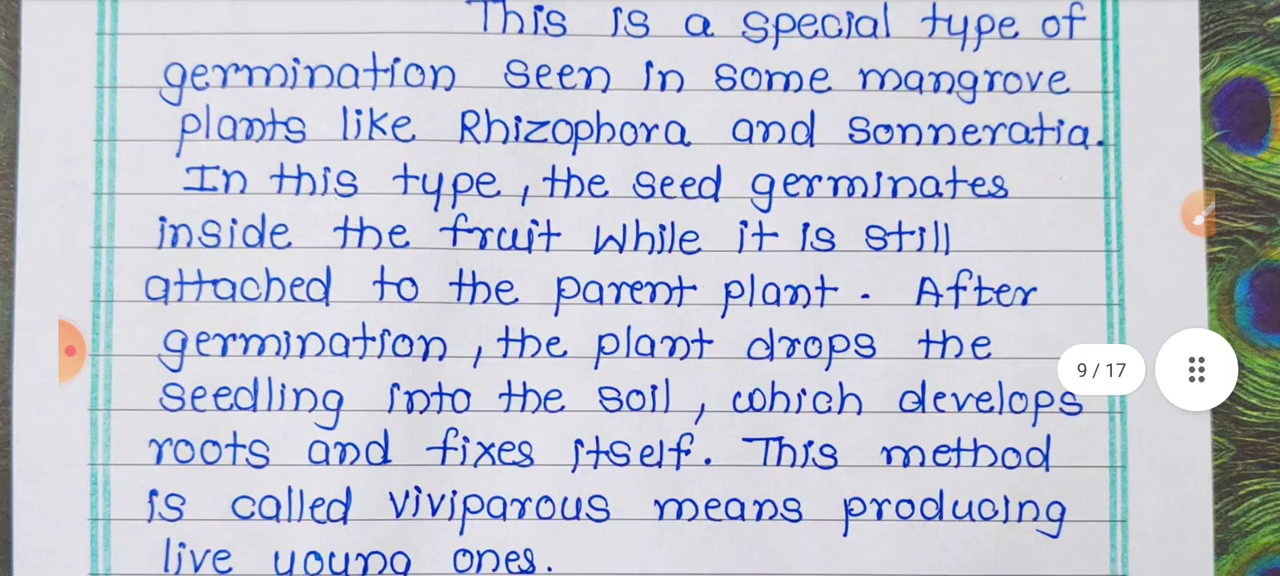 This is a special type of
germination seen in some mangrove
plants like Rhizophora and Sonneratia.
In this type, the seed germinates
inside the fruit while it is still
attached to the parent plant. After
germination, the plant drops the
seedling into the soil, which develops
roots and fixes itself. This method
is called viviparous means producing
live young ones.
9 / 17